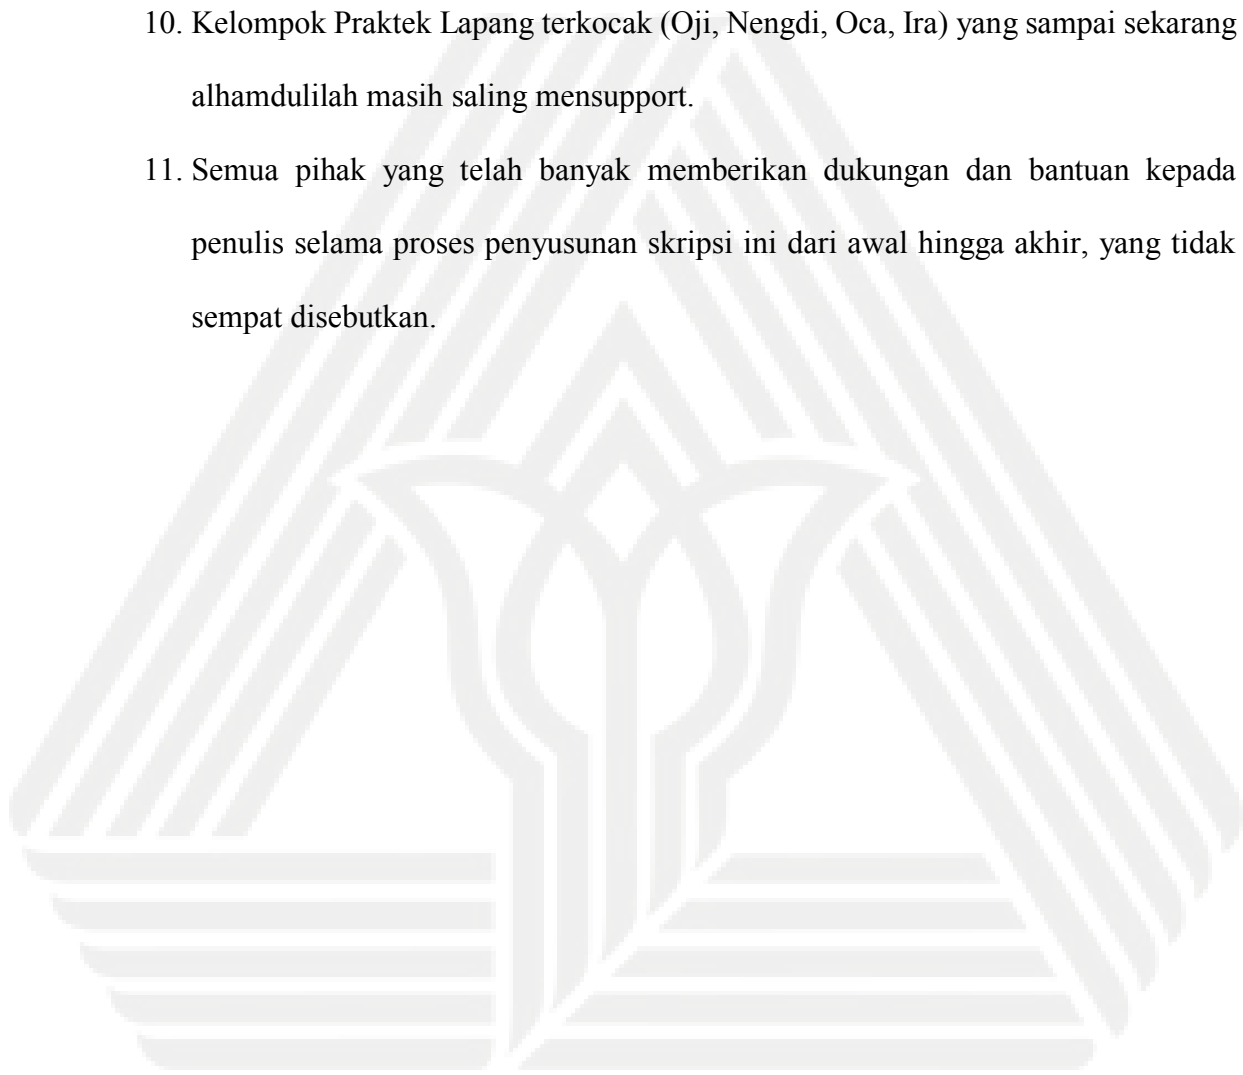 10. Kelompok Praktek Lapang terkocak (Oji, Nengdi, Oca, Ira) yang sampai sekarang
alhamdulilah masih saling mensupport.
11. Semua pihak yang telah banyak memberikan dukungan dan bantuan kepada
penulis selama proses penyusunan skripsi ini dari awal hingga akhir, yang tidak
sempat disebutkan.